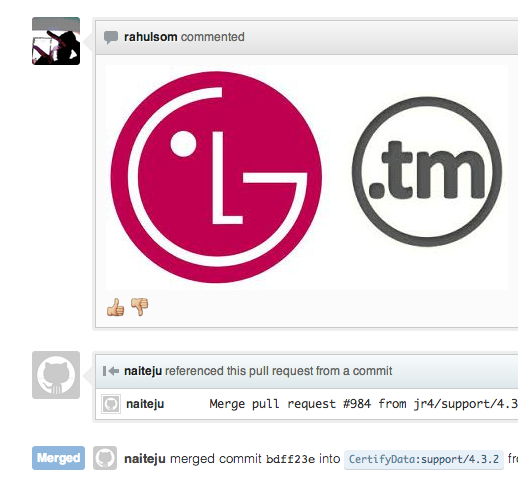 rahulsom commented
LG
.tm
naiteju referenced this pull request from a commit
naiteju Merge pull request #984 from jr4/support/4.3
Merged naiteju merged commit bdff23e into CertifyData:support/4.3.2 fr